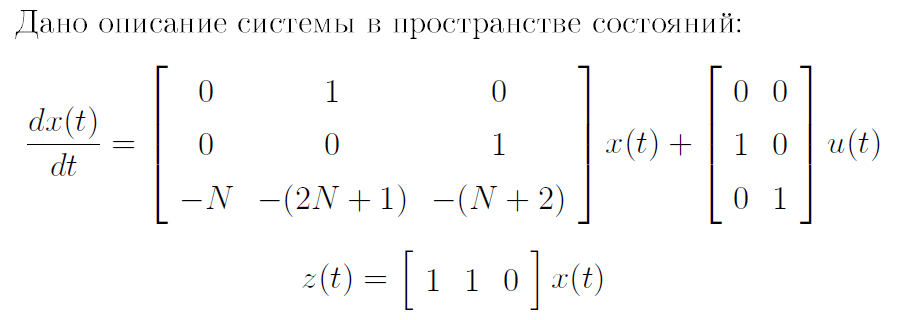 Дано описание системы в пространстве состояний:
\frac{dx(t)}{dt} = \begin{bmatrix} 0 & 1 & 0 \\ 0 & 0 & 1 \\ -N & -(2N+1) & -(N+2) \end{bmatrix} x(t) + \begin{bmatrix} 0 & 0 \\ 1 & 0 \\ 0 & 1 \end{bmatrix} u(t)
z(t) = \begin{bmatrix} 1 & 1 & 0 \end{bmatrix} x(t)